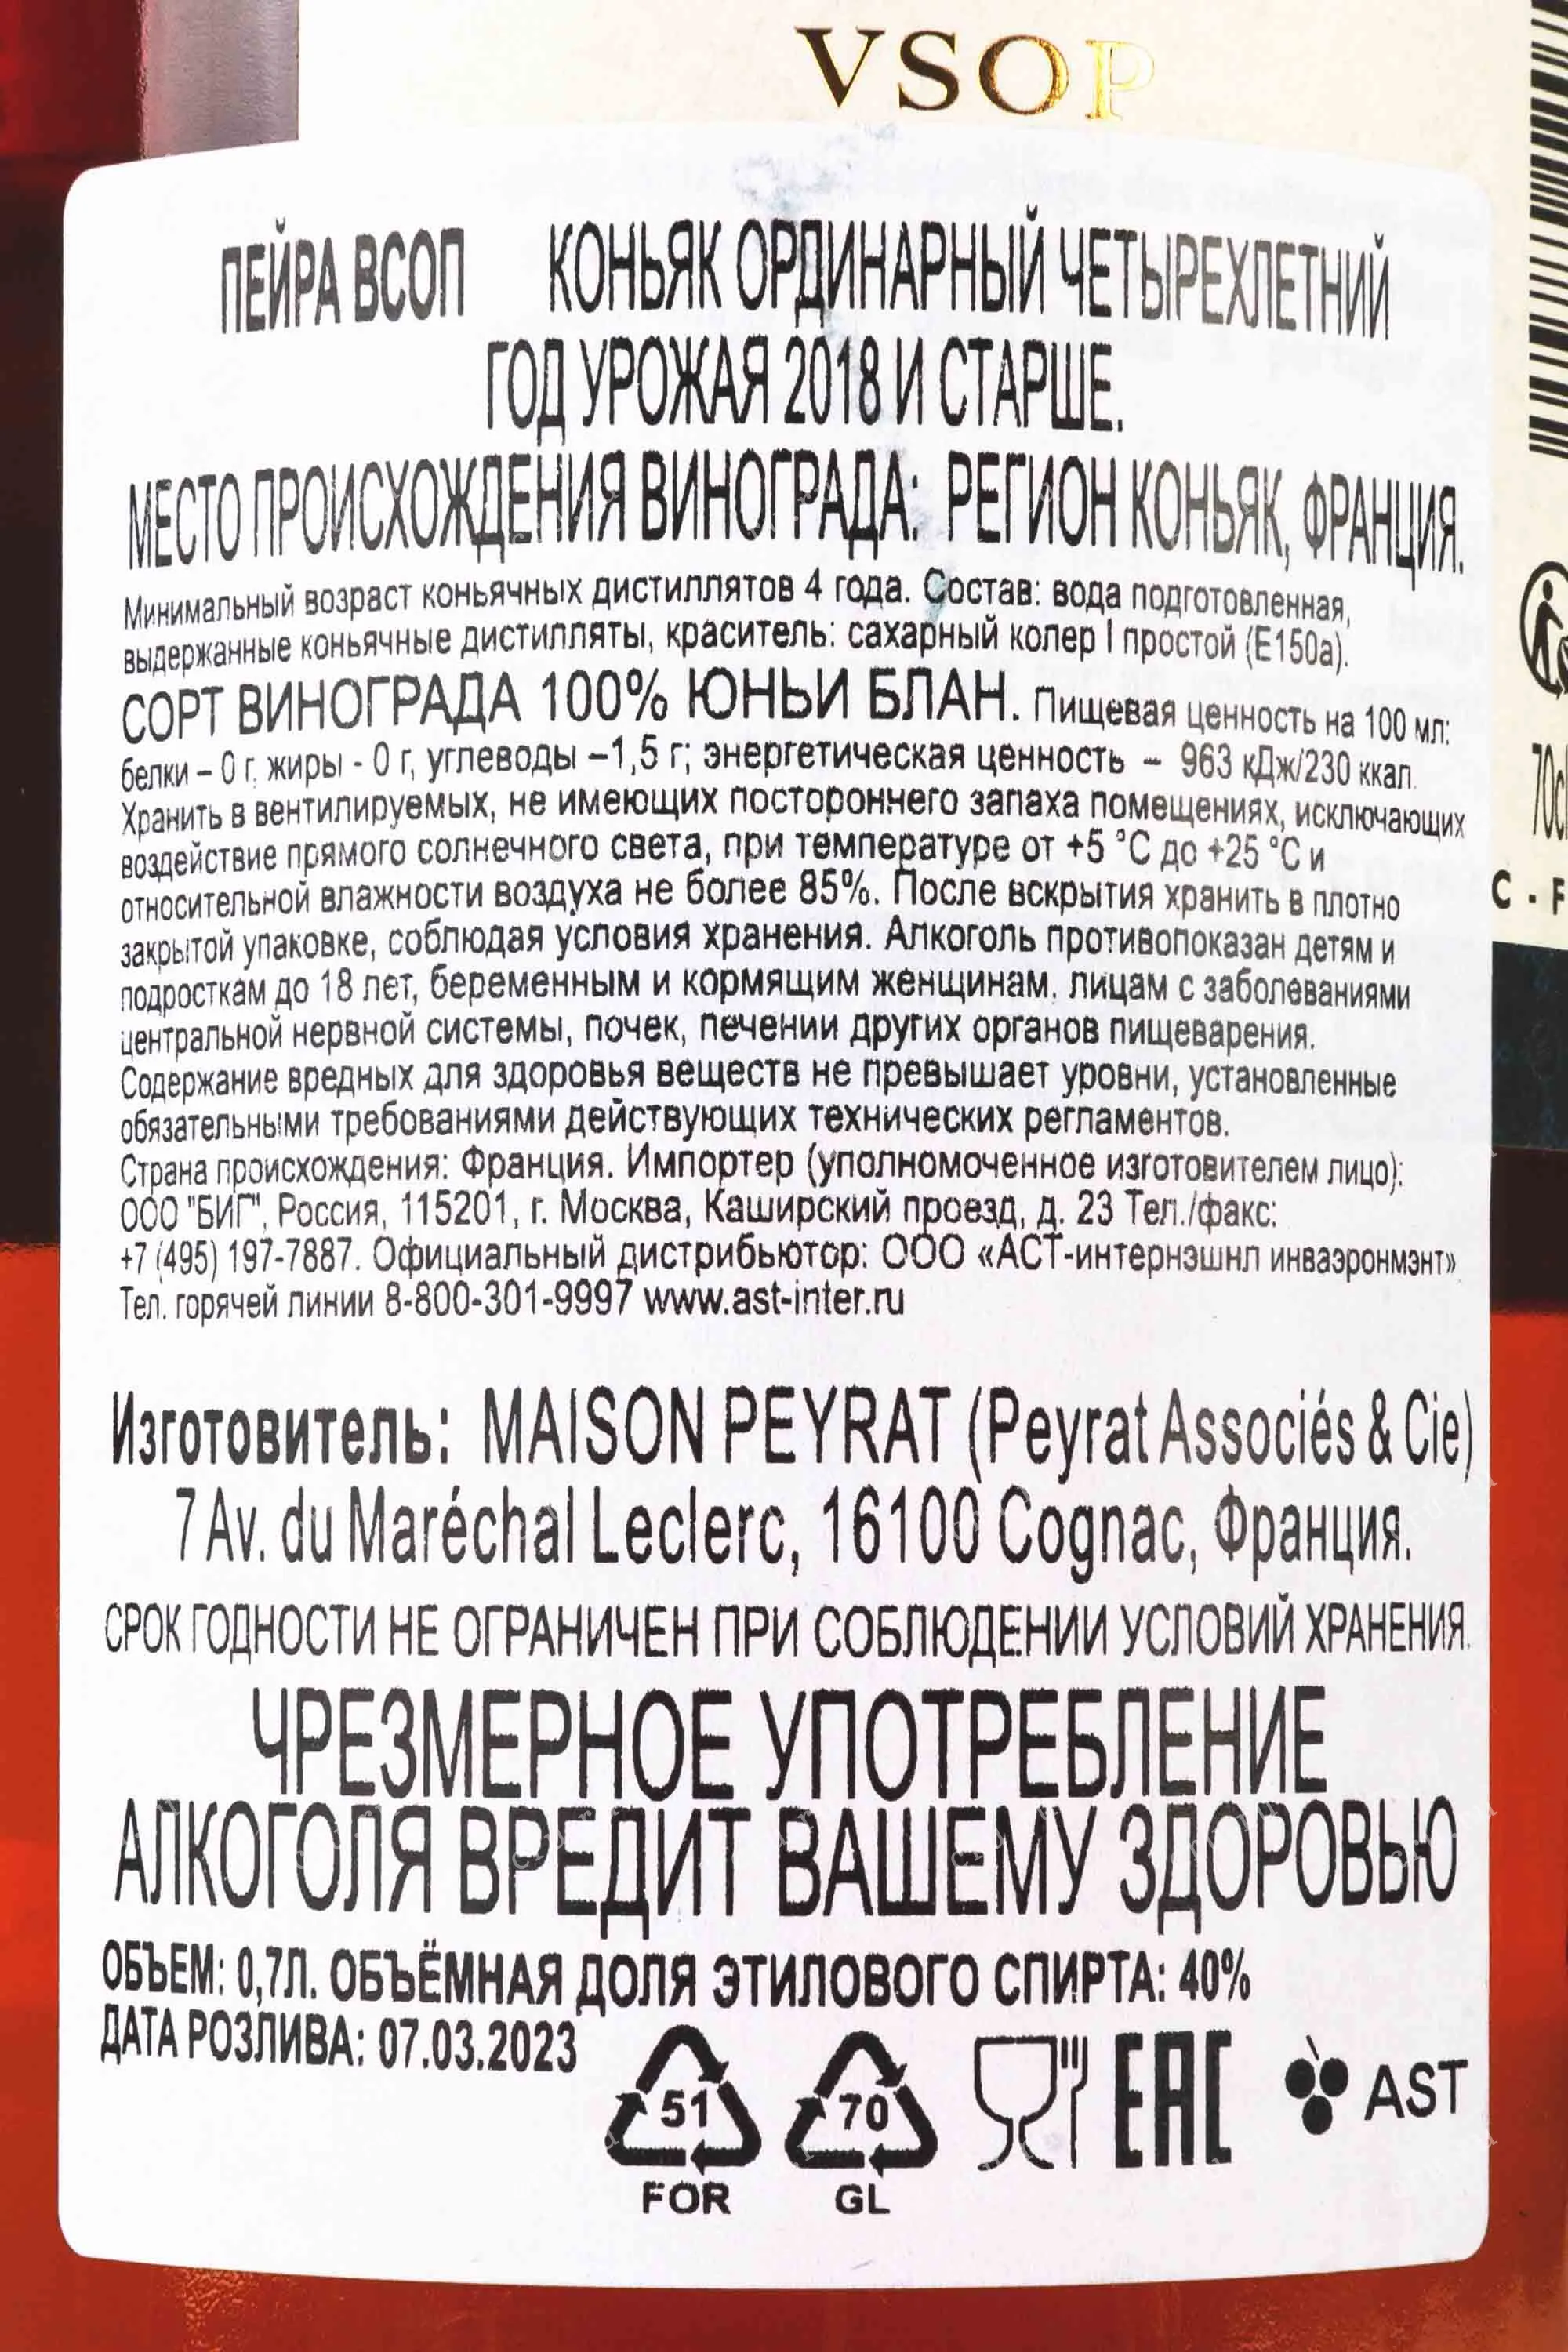 VSOP
ПЕЙРА ВСОП КОНЬЯК ОРДИНАРНЫЙ ЧЕТЫРЕХЛЕТНИЙ
ГОД УРОЖАЯ 2018 И СТАРШЕ.
МЕСТО ПРОИСХОЖДЕНИЯ ВИНОГРАДА: РЕГИОН КОНЬЯК, ФРАНЦИЯ.
Минимальный возраст коньячных дистиллятов 4 года. Состав: вода подготовленная,
выдержанные коньячные дистилляты, краситель: сахарный колер I простой (Е150а).
СОРТ ВИНОГРАДА 100% ЮНЬИ БЛАН. Пищевая ценность на 100 мл:
белки – 0 г, жиры - 0 г, углеводы –1,5 г; энергетическая ценность – 963 кДж/230 ккал.
Хранить в вентилируемых, не имеющих постороннего запаха помещениях, исключающих
воздействие прямого солнечного света, при температуре от +5 °С до +25 °С и
относительной влажности воздуха не более 85%. После вскрытия хранить в плотно
закрытой упаковке, соблюдая условия хранения. Алкоголь противопоказан детям и
подросткам до 18 лет, беременным и кормящим женщинам, лицам с заболеваниями
центральной нервной системы, почек, печении других органов пищеварения.
Содержание вредных для здоровья веществ не превышает уровни, установленные
обязательными требованиями действующих технических регламентов.
Страна происхождения: Франция. Импортер (уполномоченное изготовителем лицо):
ООО "БИГ", Россия, 115201, г. Москва, Каширский проезд, д. 23 Тел./факс:
+7 (495) 197-7887. Официальный дистрибьютор: ООО «АСТ-интернэшнл инваэронмэнт»
Тел. горячей линии 8-800-301-9997 www.ast-inter.ru
Изготовитель: MAISON PEYRAT (Peyrat Associés & Cie)
7 Av. du Maréchal Leclerc, 16100 Cognac, Франция.
СРОК ГОДНОСТИ НЕ ОГРАНИЧЕН ПРИ СОБЛЮДЕНИИ УСЛОВИЙ ХРАНЕНИЯ.
ЧРЕЗМЕРНОЕ УПОТРЕБЛЕНИЕ
АЛКОГОЛЯ ВРЕДИТ ВАШЕМУ ЗДОРОВЬЮ
ОБЪЕМ: 0,7Л. ОБЪЁМНАЯ ДОЛЯ ЭТИЛОВОГО СПИРТА: 40%
ДАТА РОЗЛИВА: 07.03.2023
51 70 EAC AST
FOR GL
70cl
C - F